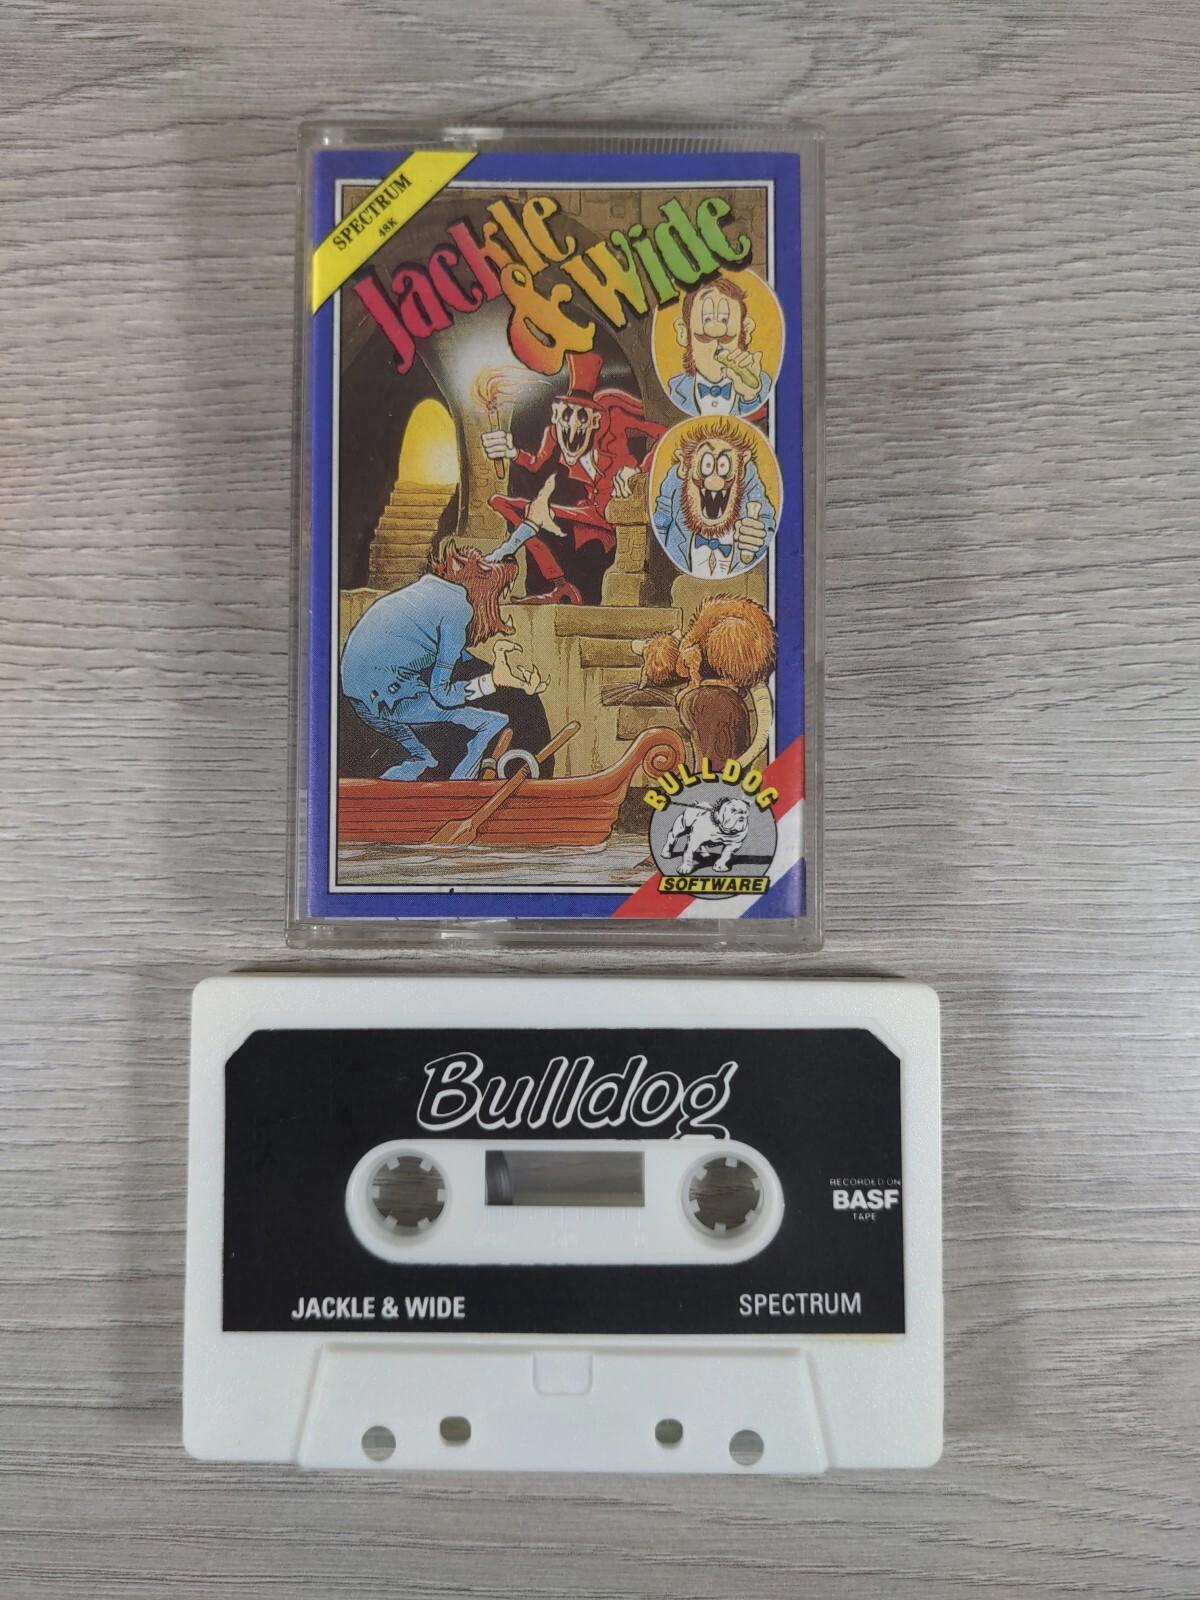 SPECTRUM
48K
Jackle
& Wide
BULLDOG
SOFTWARE
Bulldog
RECORDED ON
BASF
TAPE
JACKLE & WIDE
SPECTRUM